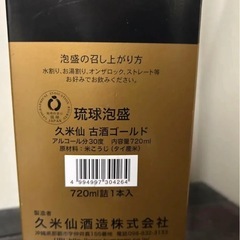 泡盛の召し上がり方
水割り、お湯割り、オンザロック、ストレート等
お好みでお飲み下さい。
琉球泡盛
久米仙 古酒ゴールド
アルコール分30度 内容量720ml
原材料：米こうじ（タイ産米）
720ml詰1本入
4 994997 304264
製造者
久米仙酒造株式会社